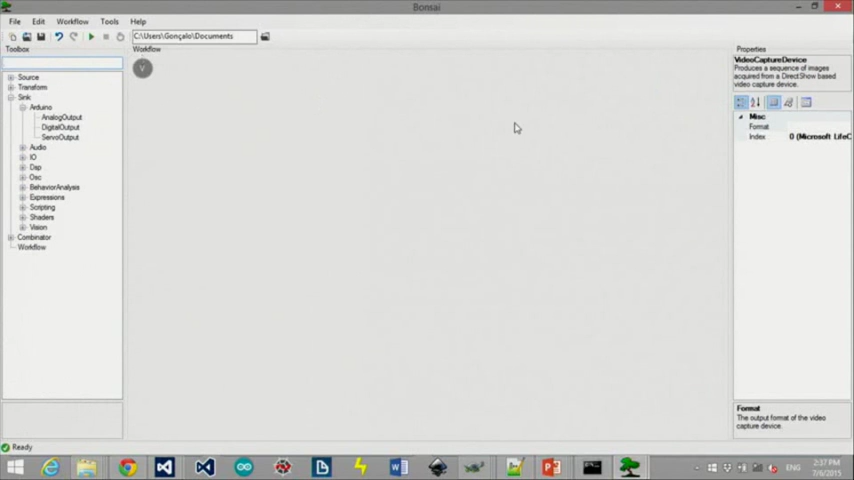 Bonsai
File Edit Workflow Tools Help
C:\Users\Gonçalo\Documents
Toolbox
Workflow
Properties
Source
Transform
Sink
Arduino
AnalogOutput
DigitalOutput
ServoOutput
Audio
IO
Dsp
Osc
BehaviorAnalysis
Expressions
Scripting
Shaders
Vision
Combinator
Workflow
V
VideoCaptureDevice
Produces a sequence of images
acquired from a DirectShow based
video capture device.
Misc
Format
Index 0 (Microsoft LifeC
Format
The output format of the video
capture device.
Ready
ENG
2:37 PM
7/6/2015